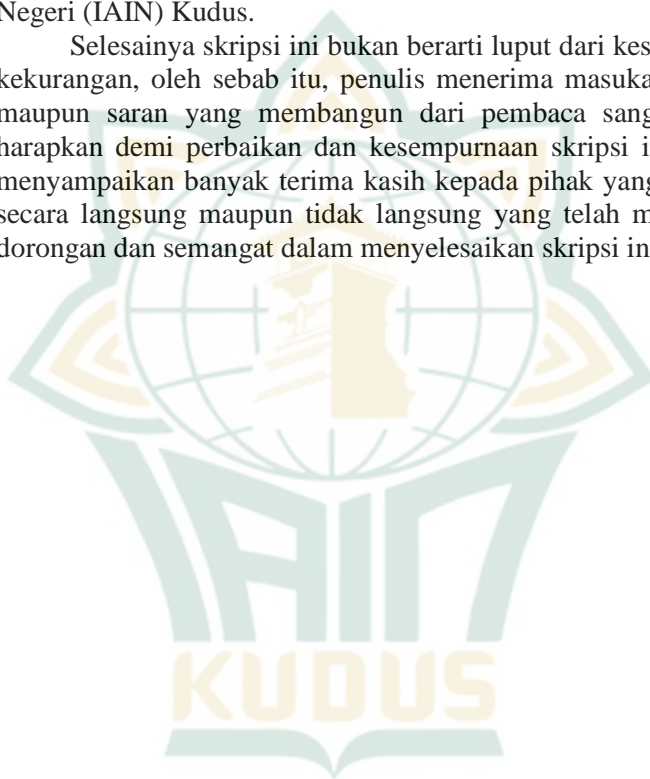 Negeri (IAIN) Kudus.
Selesainya skripsi ini bukan berarti luput dari kes
kekurangan, oleh sebab itu, penulis menerima masuka
maupun saran yang membangun dari pembaca sang
harapkan demi perbaikan dan kesempurnaan skripsi i
menyampaikan banyak terima kasih kepada pihak yang
secara langsung maupun tidak langsung yang telah m
dorongan dan semangat dalam menyelesaikan skripsi in
IAIN
KUDUS